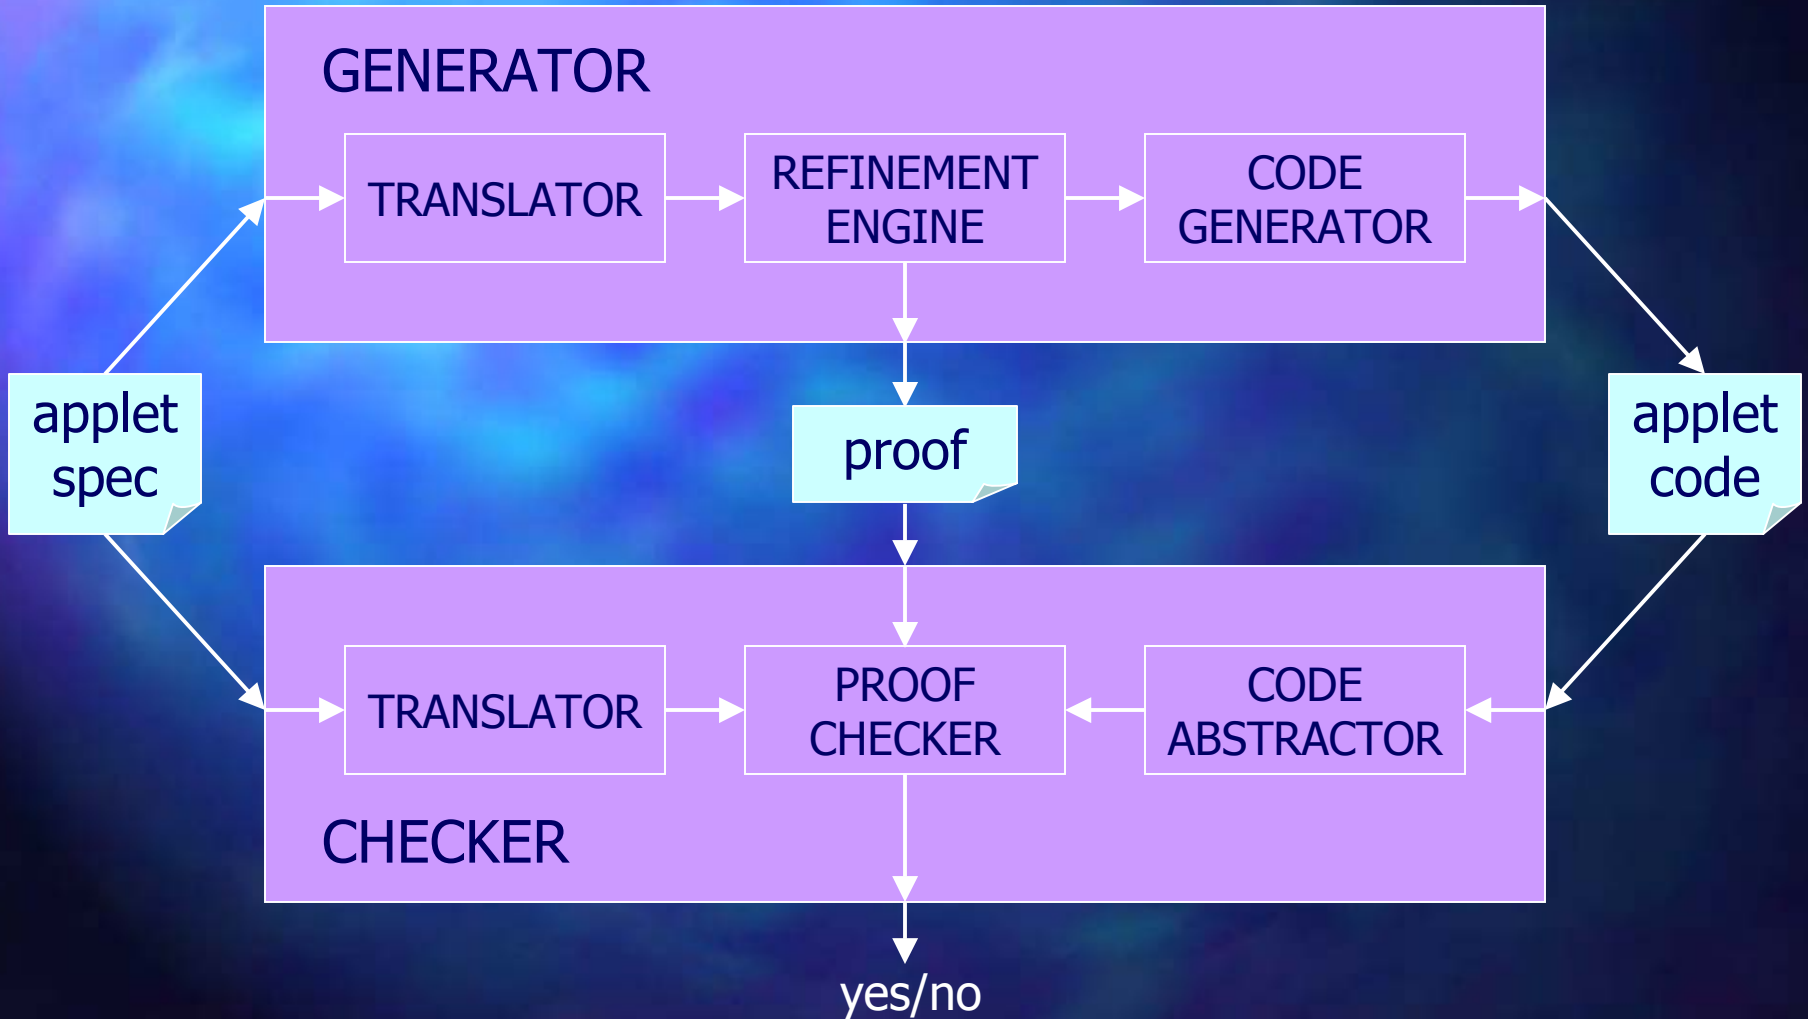 GENERATOR
TRANSLATOR
REFINEMENT
ENGINE
CODE
GENERATOR
applet
spec
proof
applet
code
TRANSLATOR
PROOF
CHECKER
CODE
ABSTRACTOR
CHECKER
yes/no